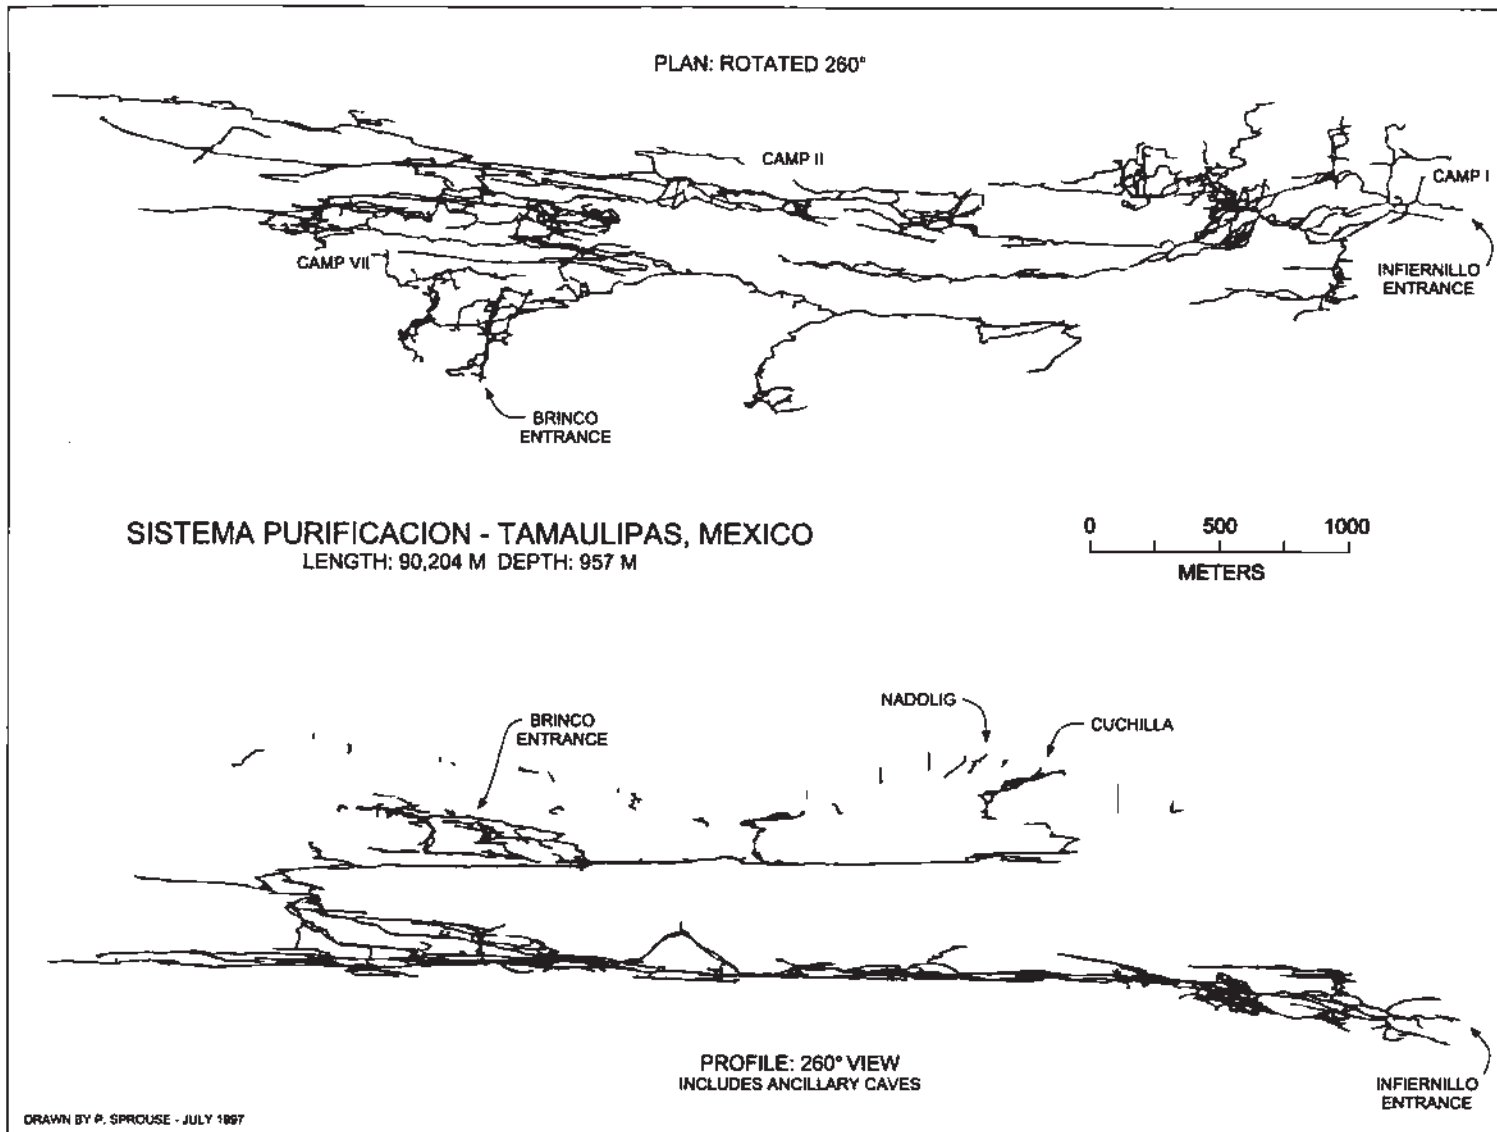 PLAN: ROTATED 260°
CAMP II
CAMP I
CAMP VII
INFIERNILLO
ENTRANCE
BRINCO
ENTRANCE
SISTEMA PURIFICACION - TAMAULIPAS, MEXICO
LENGTH: 90,204 M DEPTH: 957 M
0 500 1000
METERS
NADOLIG
BRINCO
ENTRANCE
CUCHILLA
PROFILE: 260° VIEW
INCLUDES ANCILLARY CAVES
INFIERNILLO
ENTRANCE
DRAWN BY P. SPROUSE - JULY 1997